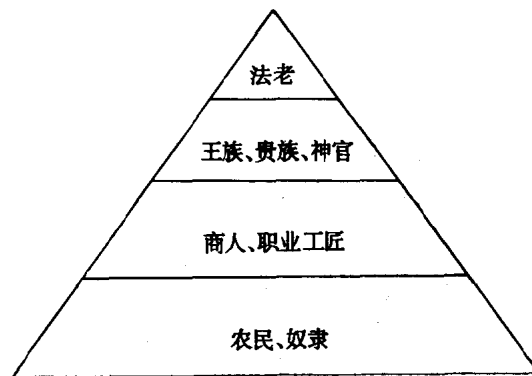 法老
王族、贵族、神官
商人、职业工匠
农民、奴隶